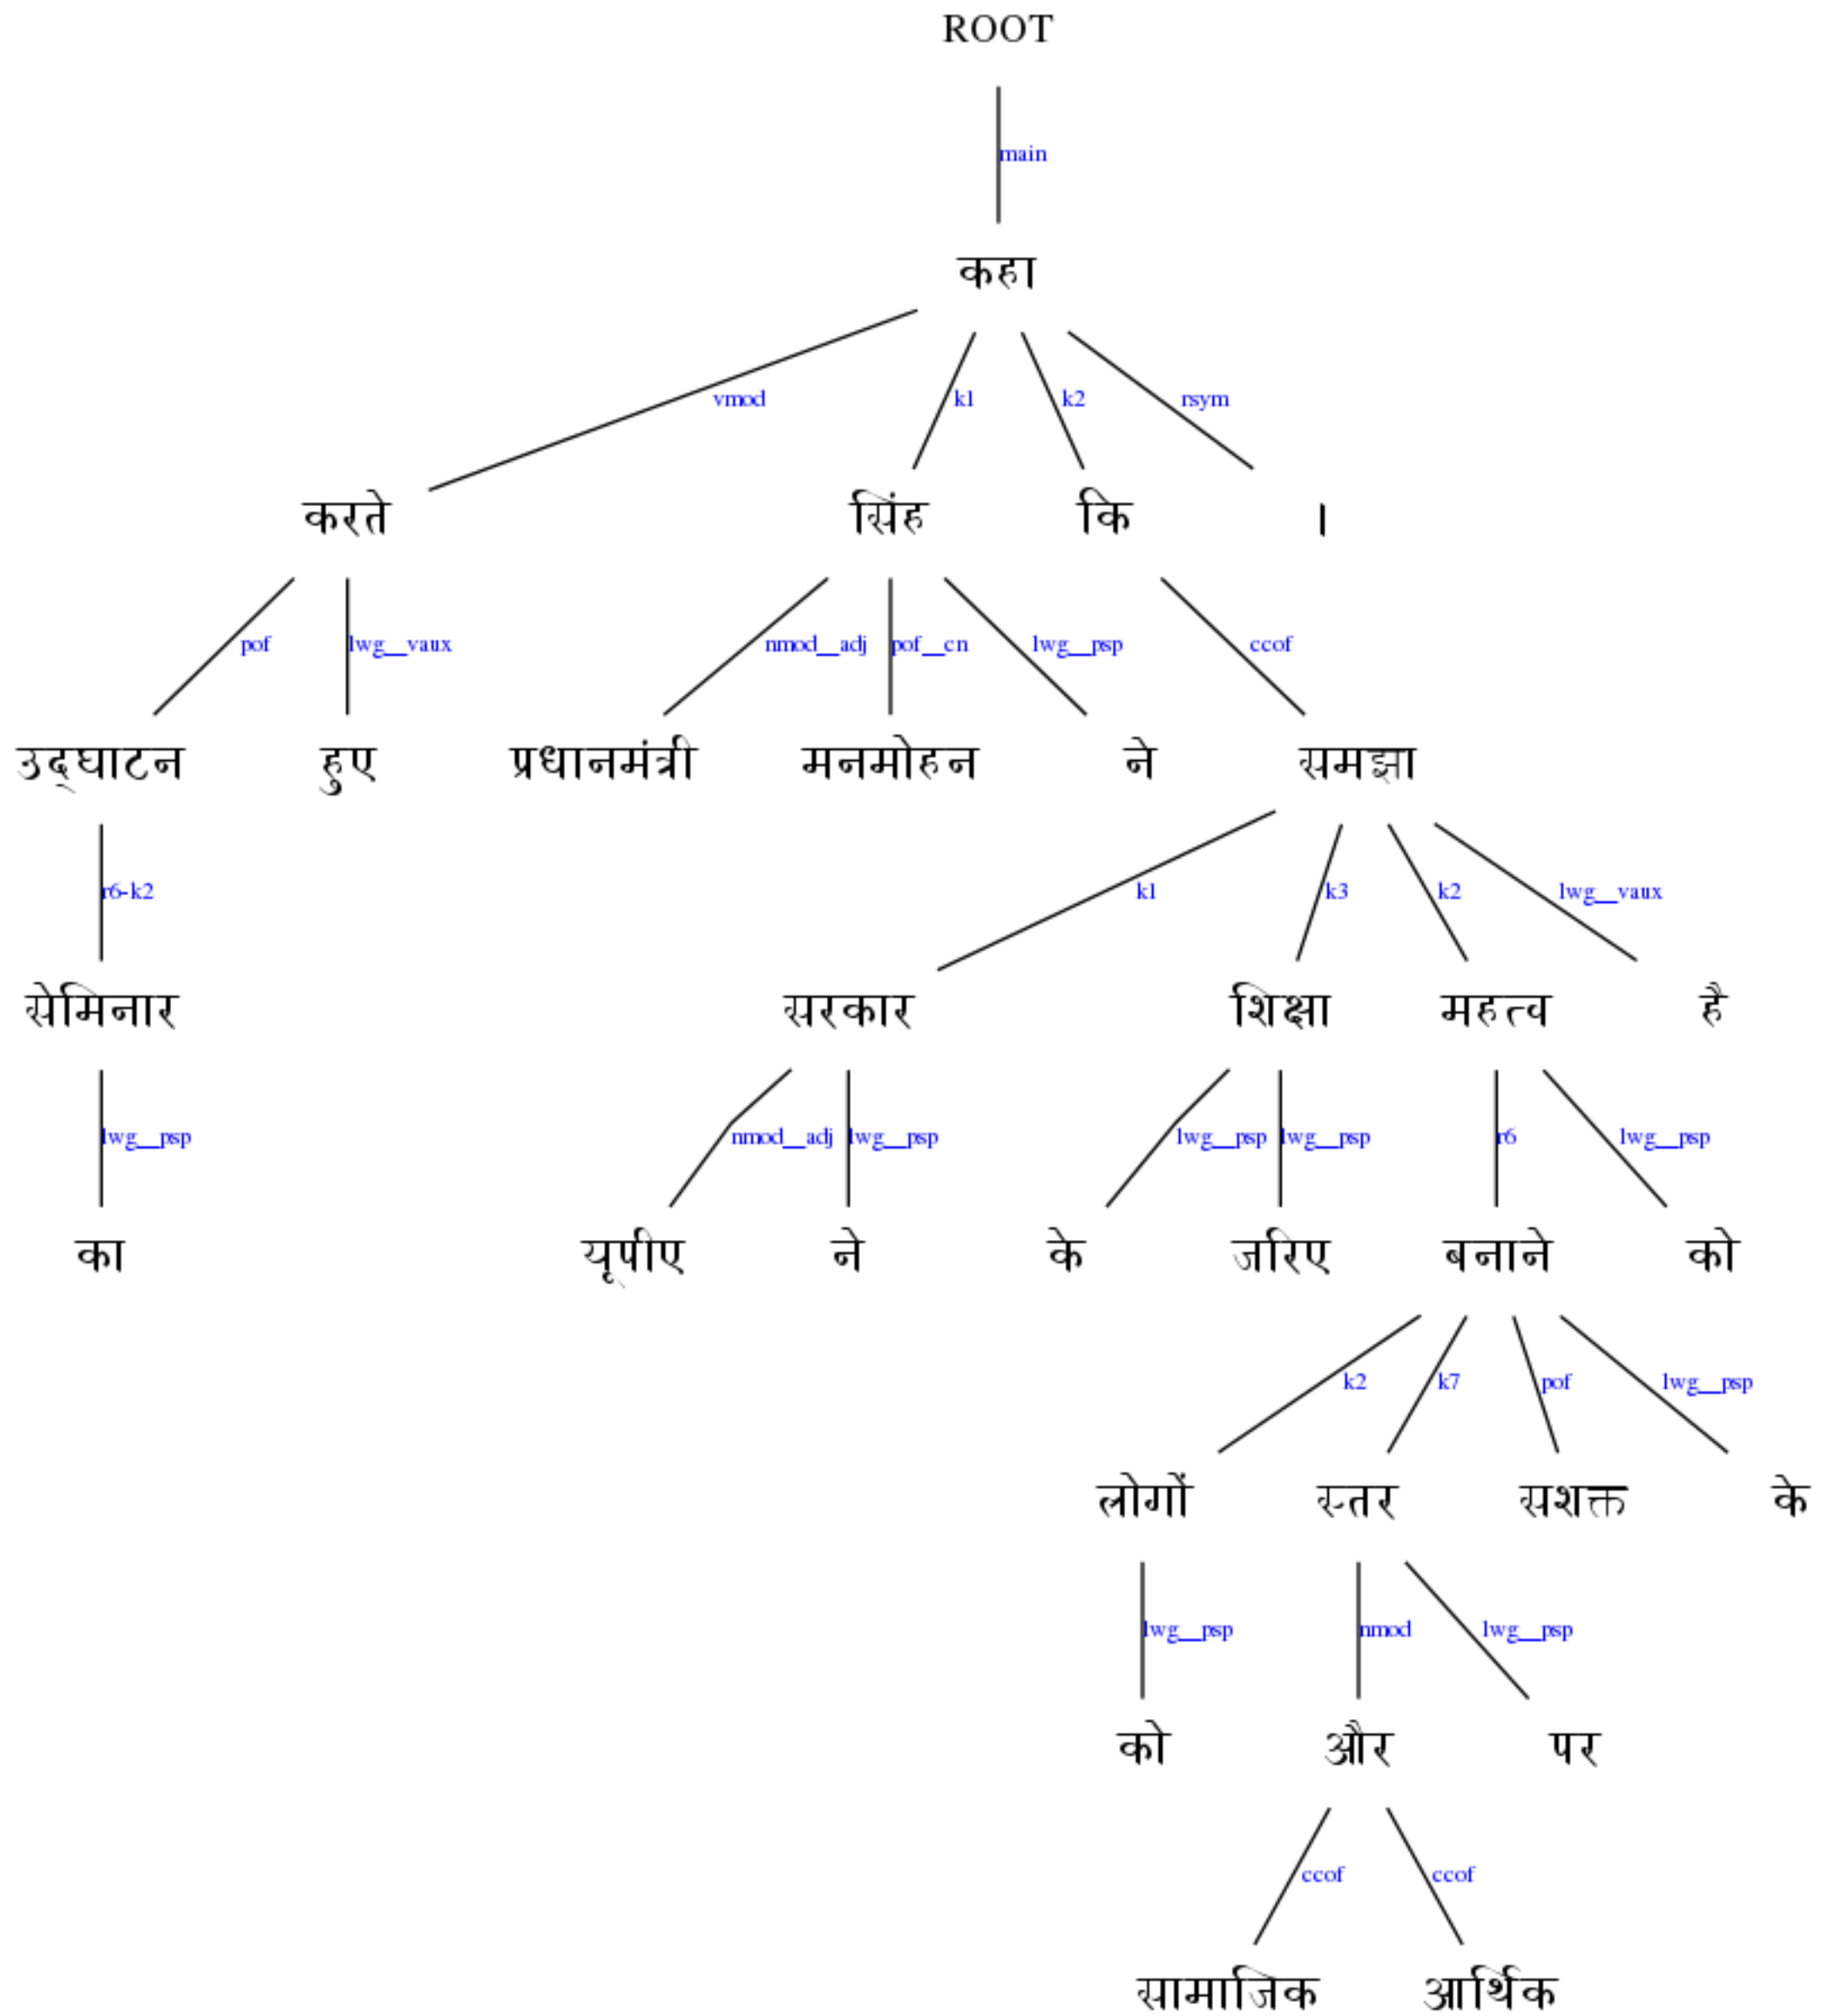 ROOT
main
कहा
vmod k1 k2 rsym
करते सिंह कि ।
pof lwg__vaux nmod__adj pof__cn lwg__psp ccof
उद्घाटन हुए प्रधानमंत्री मनमोहन ने समझा
r6-k2 k1 k3 k2 lwg__vaux
सेमिनार सरकार शिक्षा महत्व है
lwg__psp nmod__adj lwg__psp lwg__psp lwg__psp r6 lwg__psp
का यूपीए ने के जरिए बनाने को
k2 k7 pof lwg__psp
लोगों स्तर सशक्त के
lwg__psp nmod lwg__psp
को और पर
ccof ccof
सामाजिक आर्थिक